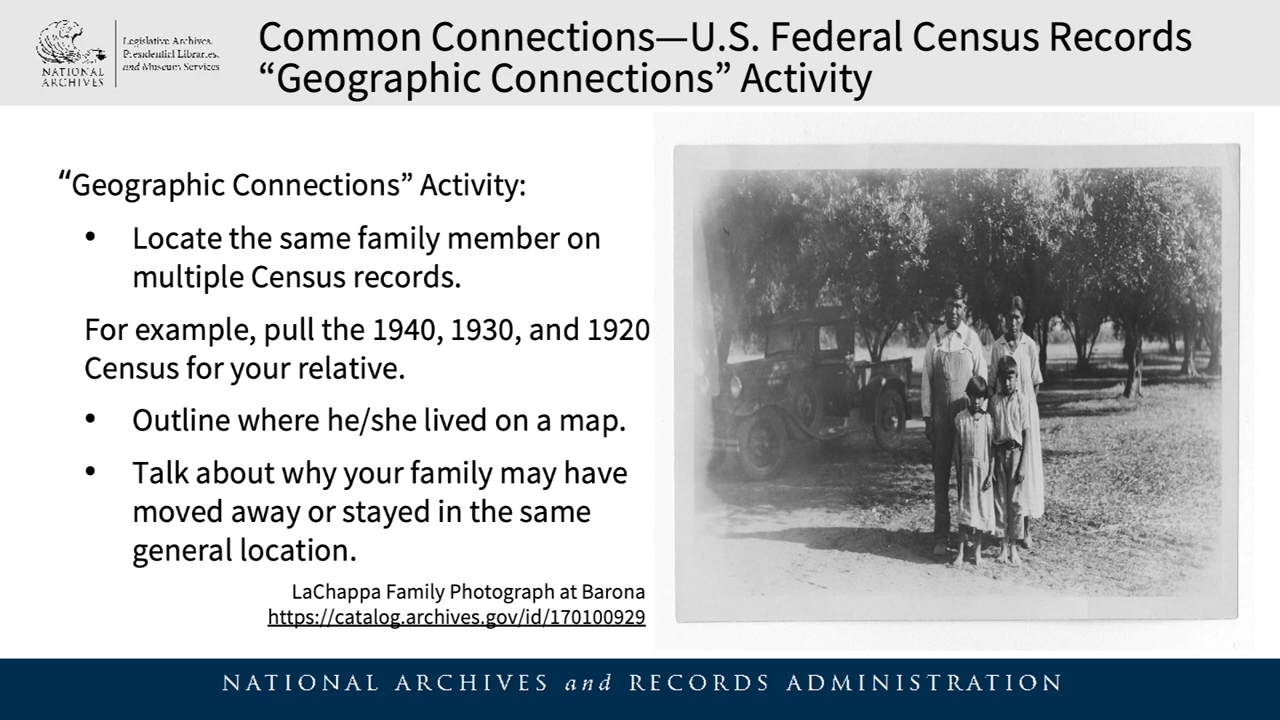 NATIONAL
ARCHIVES
Legislative Archives,
Presidential Libraries,
and Museum Services
Common Connections—U.S. Federal Census Records
“Geographic Connections” Activity
“Geographic Connections” Activity:
• Locate the same family member on
multiple Census records.
For example, pull the 1940, 1930, and 1920
Census for your relative.
• Outline where he/she lived on a map.
• Talk about why your family may have
moved away or stayed in the same
general location.
LaChappa Family Photograph at Barona
https://catalog.archives.gov/id/170100929
NATIONAL ARCHIVES and RECORDS ADMINISTRATION